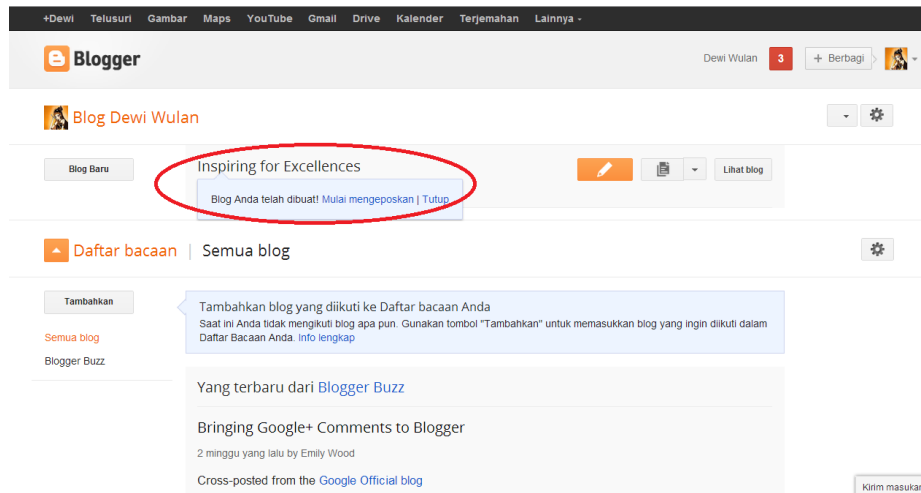 +Dewi Telusuri Gambar Maps YouTube Gmail Drive Kalender Terjemahan Lainnya
Blogger
Dewi Wulan 3 + Berbagi
Blog Dewi Wulan
Blog Baru
Inspiring for Excellences
Lihat blog
Blog Anda telah dibuat! Mulai mengeposkan | Tutup
Daftar bacaan | Semua blog
Tambahkan
Semua blog
Blogger Buzz
Tambahkan blog yang diikuti ke Daftar bacaan Anda
Saat ini Anda tidak mengikuti blog apa pun. Gunakan tombol "Tambahkan" untuk memasukkan blog yang ingin diikuti dalam
Daftar Bacaan Anda. Info lengkap
Yang terbaru dari Blogger Buzz
Bringing Google+ Comments to Blogger
2 minggu yang lalu by Emily Wood
Cross-posted from the Google Official blog
Kirim masukan